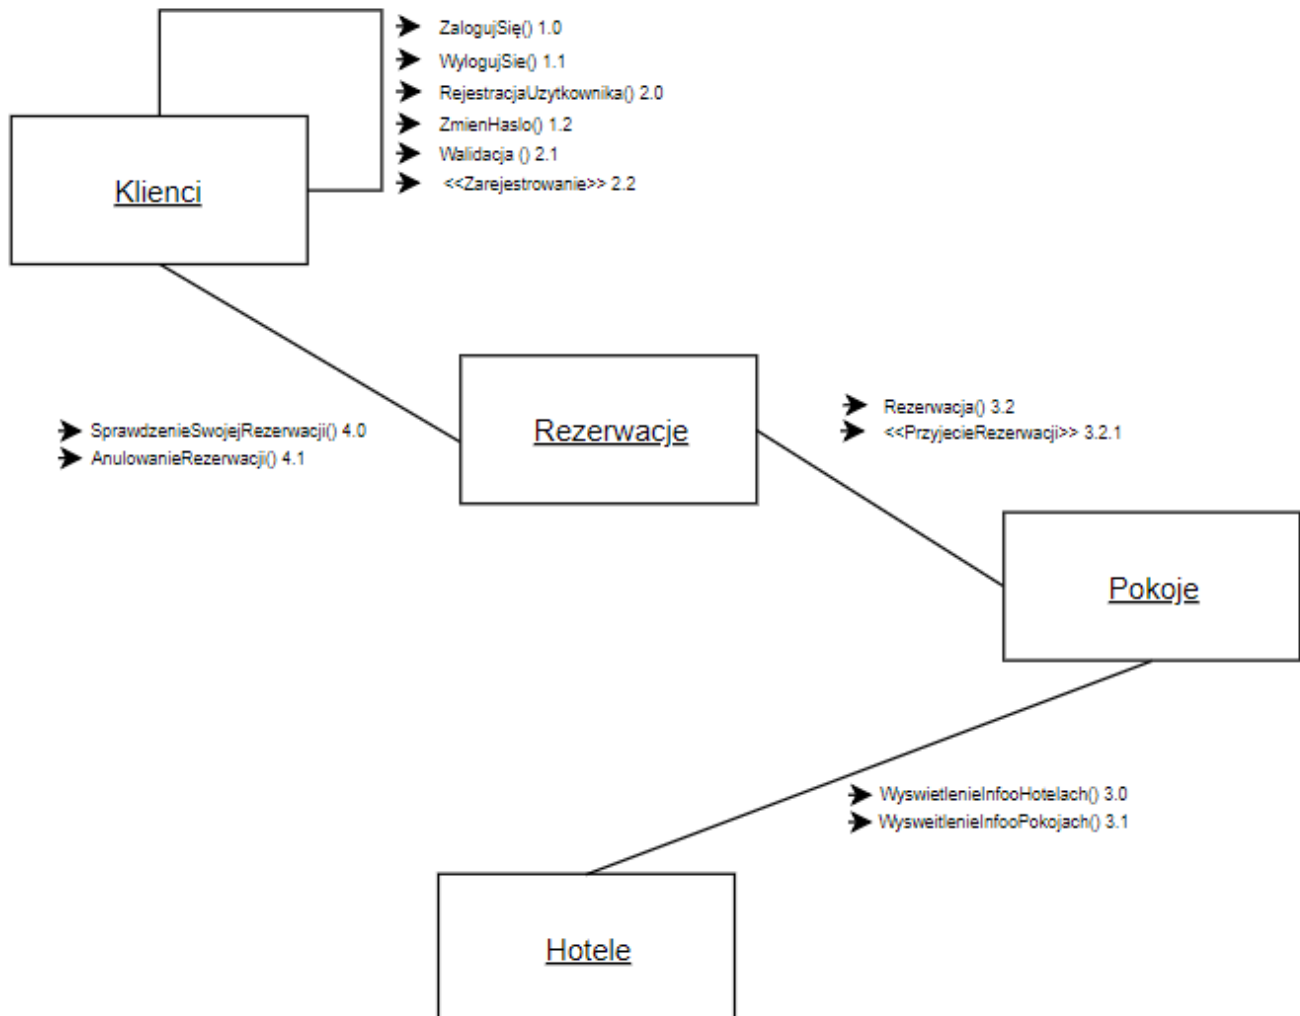 ZalogujSię() 1.0
WylogujSie() 1.1
RejestracjaUzytkownika() 2.0
ZmienHaslo() 1.2
Walidacja () 2.1
<<Zarejestrowanie>> 2.2
Klienci
Rezerwacje
Rezerwacja() 3.2
<<PrzyjecieRezerwacji>> 3.2.1
SprawdzenieSwojejRezerwacji() 4.0
AnulowanieRezerwacji() 4.1
Pokoje
WyswietlenieInfooHotelach() 3.0
WysweitlenieInfooPokojach() 3.1
Hotele